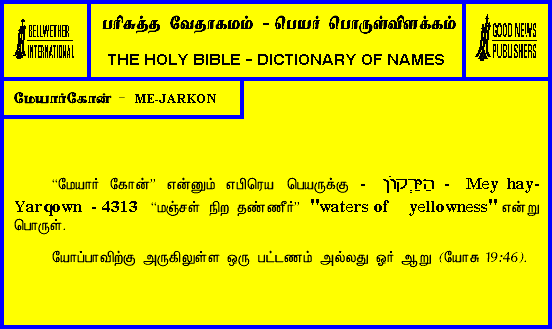 BELLWETHER
INTERNATIONAL
பரிசுத்த வேதாகமம் - பெயர் பொருள்விளக்கம்
THE HOLY BIBLE - DICTIONARY OF NAMES
GOOD NEWS
PUBLISHERS
மேயார்கோன் - ME-JARKON
“மேயார் கோன்” என்னும் எபிரெய பெயருக்கு - הַיַּרְקוֹן - Mey hay-
Yarqown - 4313 “மஞ்சள் நிற தண்ணீர்” "waters of yellowness" என்று
பொருள்.
யோப்பாவிற்கு அருகிலுள்ள ஒரு பட்டணம் அல்லது ஓர் ஆறு (யோசு 19:46).